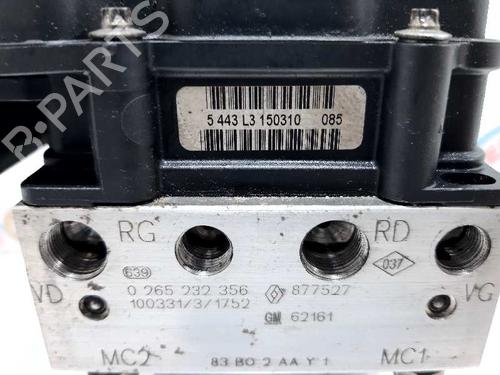 B-PARTS
5 443 L3 150310 085
RG RD
639 037
VD 0 265 232 356 877527 VG
100331/3/1752 GM 62161
MC2 83 BO 2 AA Y 1 MC1